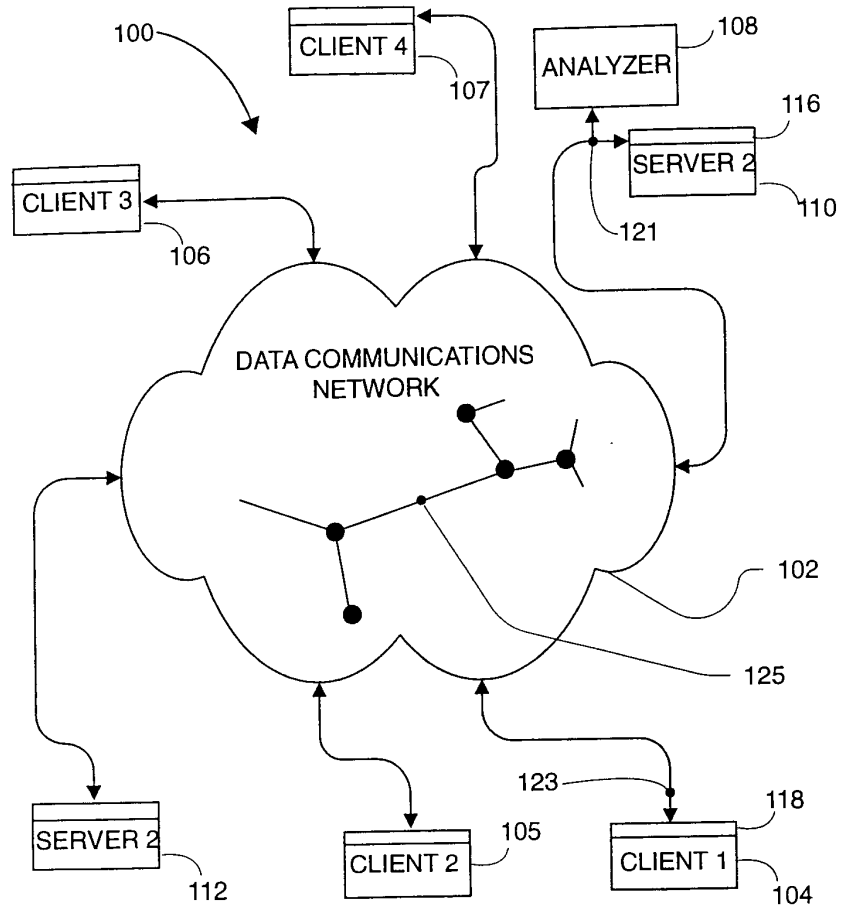 100
CLIENT 4
107
ANALYZER
108
116
SERVER 2
110
121
CLIENT 3
106
DATA COMMUNICATIONS
NETWORK
102
125
123
SERVER 2
112
CLIENT 2
105
118
CLIENT 1
104